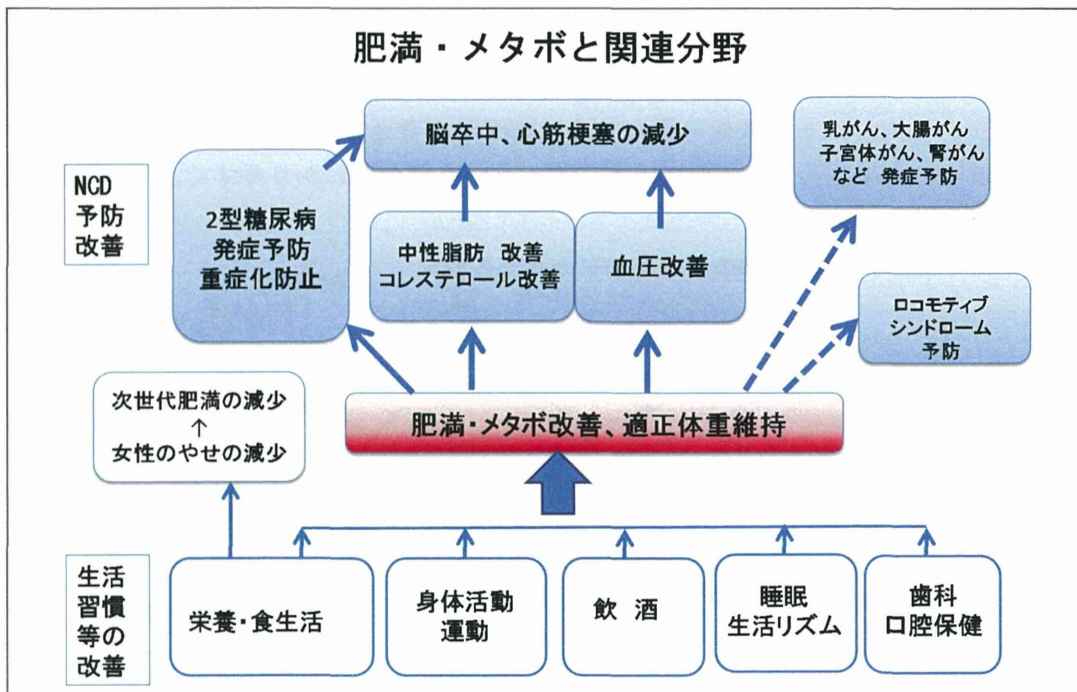 肥満・メタボと関連分野
脳卒中、心筋梗塞の減少
乳がん、大腸がん
子宮体がん、腎がん
など 発症予防
NCD
予防
改善
2型糖尿病
発症予防
重症化防止
中性脂肪 改善
コレステロール改善
血圧改善
ロコモティブ
シンドローム
予防
次世代肥満の減少
↑
女性のやせの減少
肥満・メタボ改善、適正体重維持
生活
習慣
等の
改善
栄養・食生活
身体活動
運動
飲 酒
睡眠
生活リズム
歯科
口腔保健